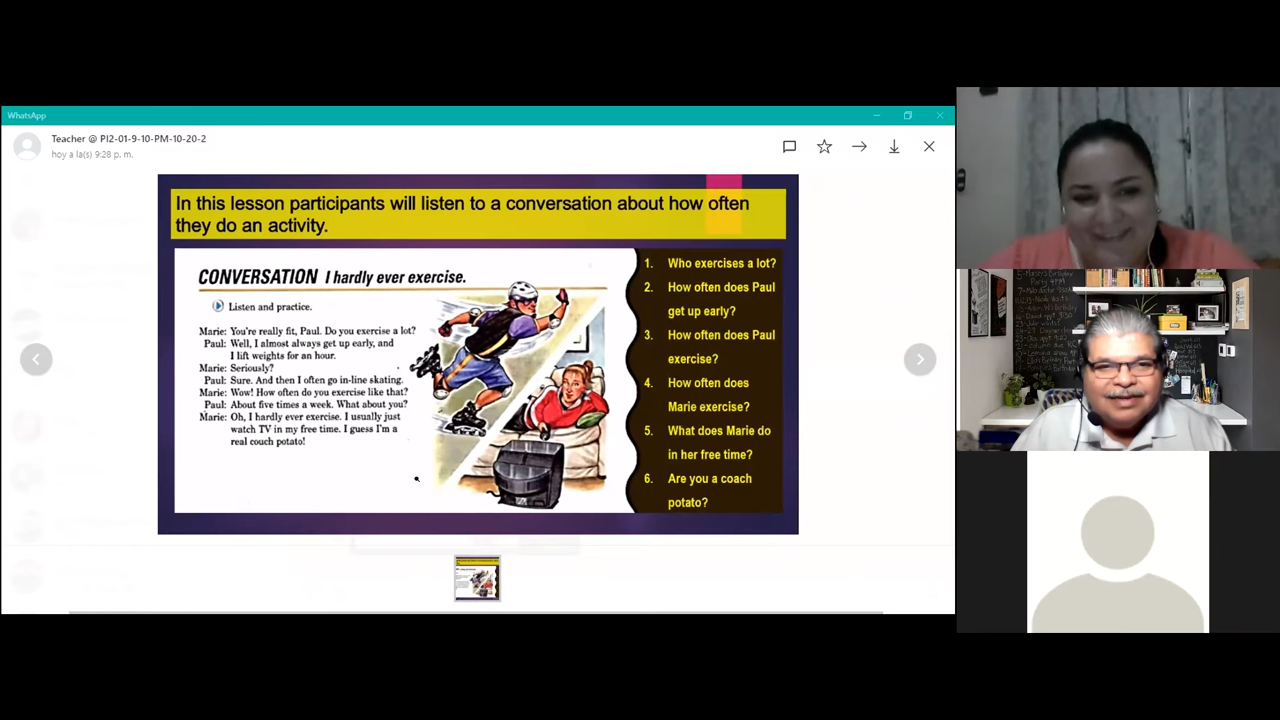 WhatsApp
Teacher @ PI2-01-9-10-PM-10-20-2
hoy a la(s) 9:28 p. m.
In this lesson participants will listen to a conversation about how often
they do an activity.
CONVERSATION I hardly ever exercise.
Listen and practice.
Marie: You're really fit, Paul. Do you exercise a lot?
Paul: Well, I almost always get up early, and
I lift weights for an hour.
Marie: Seriously?
Paul: Sure. And then I often go in-line skating.
Marie: Wow! How often do you exercise like that?
Paul: About five times a week. What about you?
Marie: Oh, I hardly ever exercise. I usually just
watch TV in my free time. I guess I'm a
real couch potato!
1. Who exercises a lot?
2. How often does Paul
get up early?
3. How often does Paul
exercise?
4. How often does
Marie exercise?
5. What does Marie do
in her free time?
6. Are you a coach
potato?